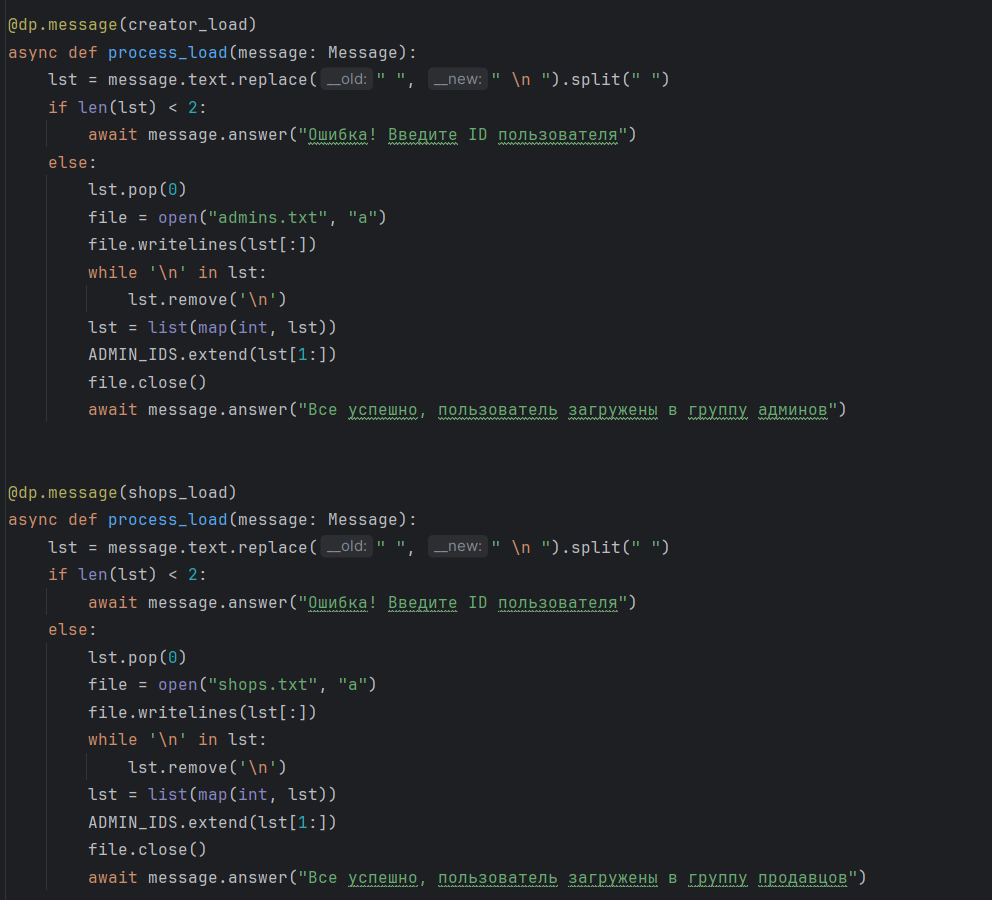 @dp.message(creator_load)
async def process_load(message: Message):
    lst = message.text.replace(__old: " ", __new: " \n ").split(" ")
    if len(lst) < 2:
        await message.answer("Ошибка! Введите ID пользователя")
    else:
        lst.pop(0)
        file = open("admins.txt", "a")
        file.writelines(lst[:])
        while '\n' in lst:
            lst.remove('\n')
        lst = list(map(int, lst))
        ADMIN_IDS.extend(lst[1:])
        file.close()
        await message.answer("Все успешно, пользователь загружены в группу админов")
@dp.message(shops_load)
async def process_load(message: Message):
    lst = message.text.replace(__old: " ", __new: " \n ").split(" ")
    if len(lst) < 2:
        await message.answer("Ошибка! Введите ID пользователя")
    else:
        lst.pop(0)
        file = open("shops.txt", "a")
        file.writelines(lst[:])
        while '\n' in lst:
            lst.remove('\n')
        lst = list(map(int, lst))
        ADMIN_IDS.extend(lst[1:])
        file.close()
        await message.answer("Все успешно, пользователь загружены в группу продавцов")